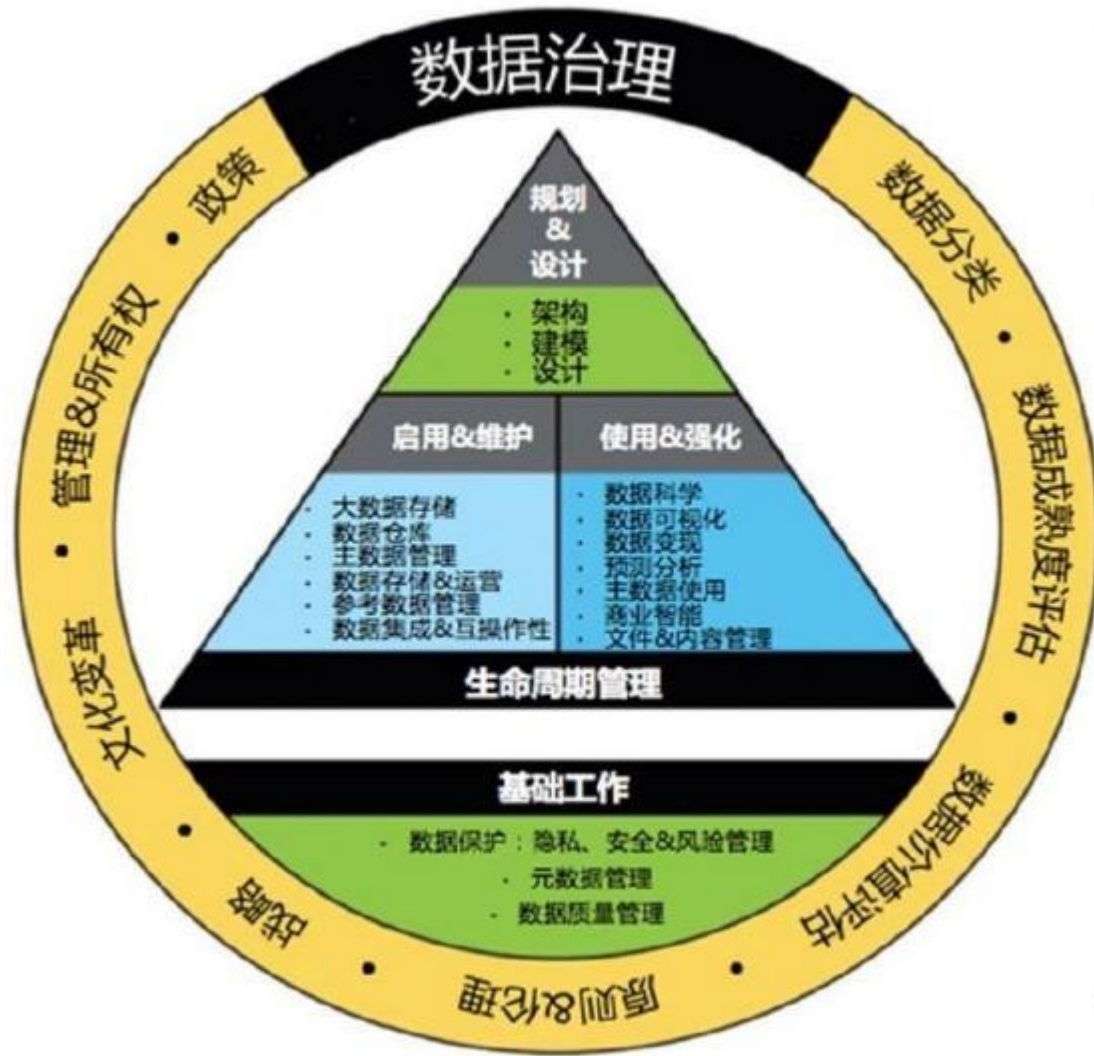 数据治理
规划
&
设计
· 架构
· 建模
· 设计
启用&维护
· 大数据存储
· 数据仓库
· 主数据管理
· 数据存储&运营
· 参考数据管理
· 数据集成&互操作性
使用&强化
· 数据科学
· 数据可视化
· 数据变现
· 预测分析
· 主数据使用
· 商业智能
· 文件&内容管理
生命周期管理
基础工作
· 数据保护：隐私、安全&风险管理
· 元数据管理
· 数据质量管理
数据分类
数据成熟度评估
数据价值评估
原则&伦理
战略
文化变革
管理&所有权
政策